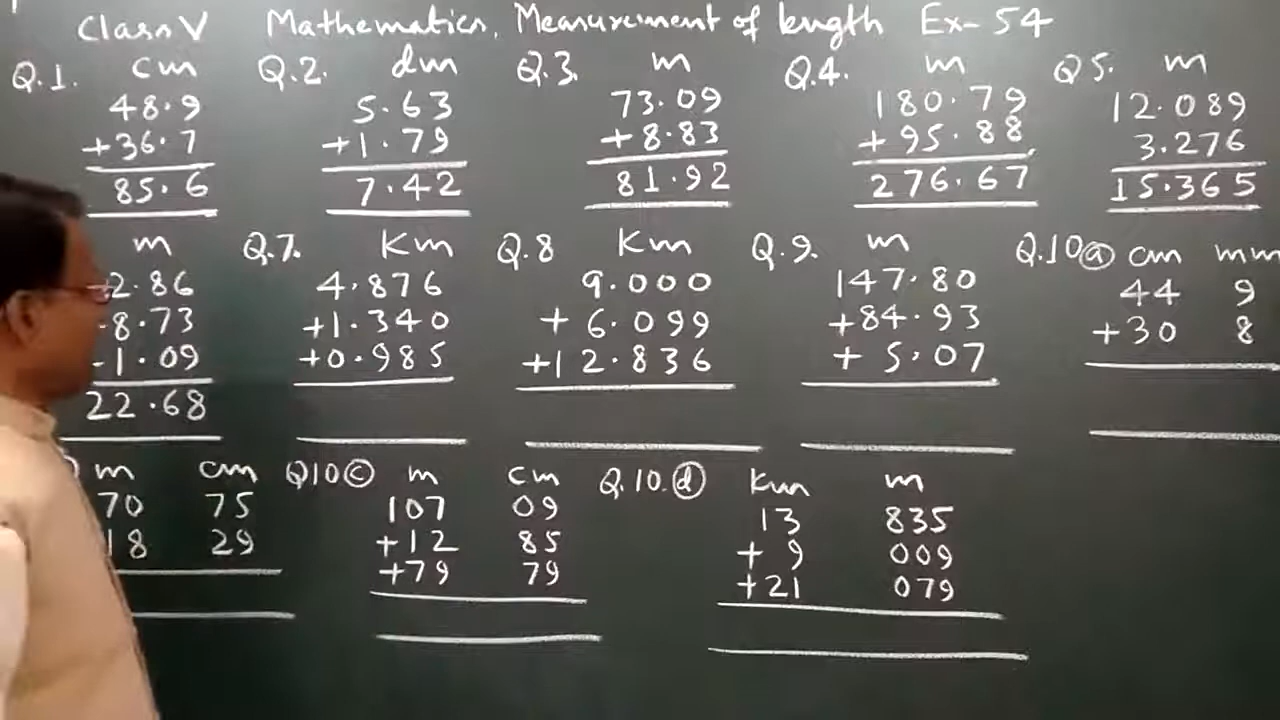 Class V Mathematics, Measurement of length Ex-54
Q.1. cm Q.2. dm Q.3. m Q.4. m Q5. m
48.9 5.63 73.09 180.79 12.089
+36.7 +1.79 +8.83 +95.88 3.276
85.6 7.42 81.92 276.67 15.365
m Q.7. Km Q.8 Km Q.9. m Q.10(a) cm mm
2.86 4.876 9.000 147.80 44 9
8.73 +1.340 +6.099 +84.93 +30 8
1.09 +0.985 +12.836 +5.07
22.68
m cm Q10(c) m cm Q.10.(d) Km m
70 75 107 09 13 835
18 29 +12 85 +9 009
+79 79 +21 079